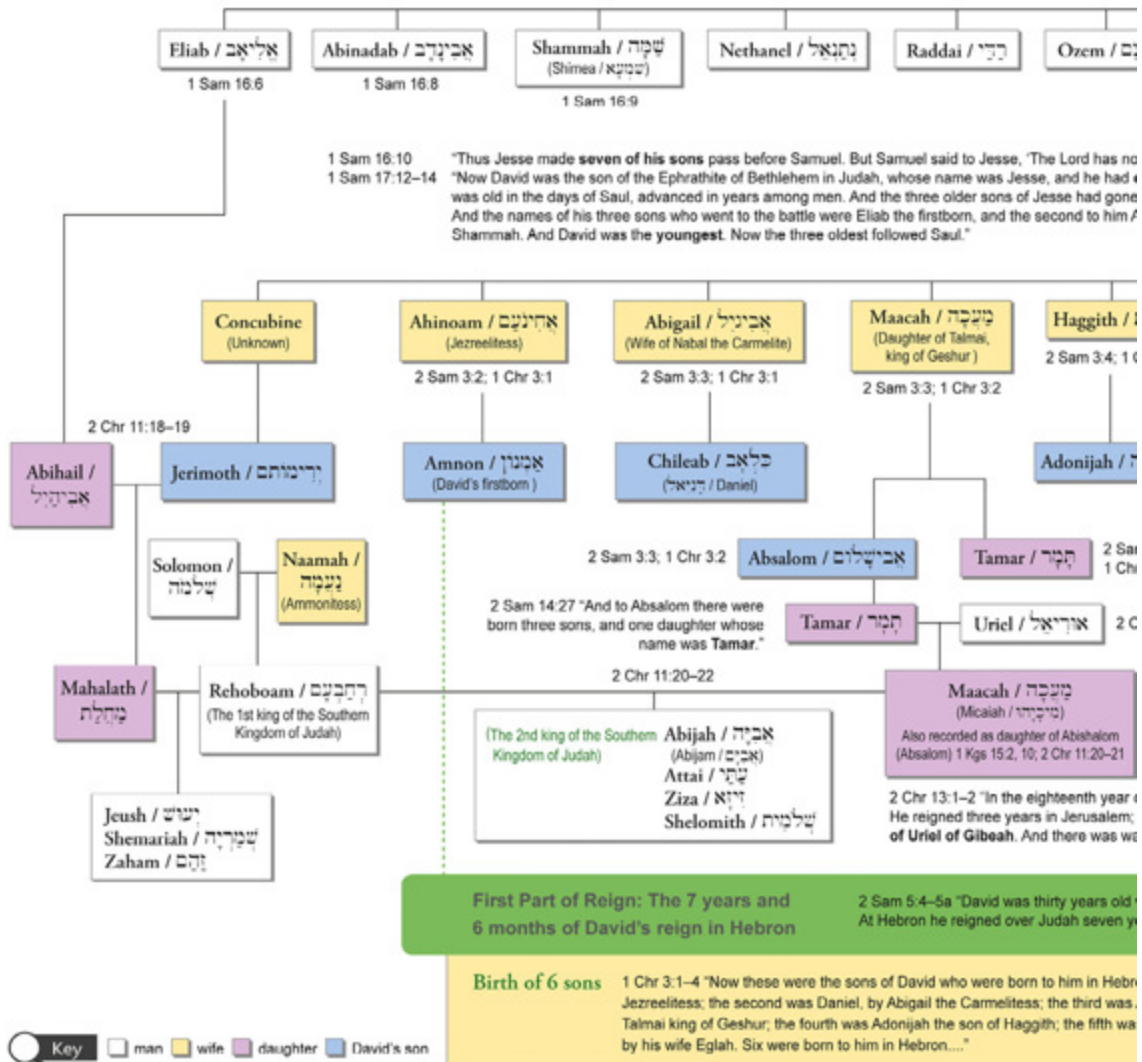 Eliab / אֱלִיאָב
1 Sam 16:6
Abinadab / אֲבִינָדָב
1 Sam 16:8
Shammah / שַׁמָּה
(Shimea / שִׁמְעָא)
1 Sam 16:9
Nethanel / נְתַנְאֵל
Raddai / רַדַּי
Ozem /
1 Sam 16:10 "Thus Jesse made seven of his sons pass before Samuel. But Samuel said to Jesse, 'The Lord has no
1 Sam 17:12–14 "Now David was the son of the Ephrathite of Bethlehem in Judah, whose name was Jesse, and he had
was old in the days of Saul, advanced in years among men. And the three older sons of Jesse had gone
And the names of his three sons who went to the battle were Eliab the firstborn, and the second to him A
Shammah. And David was the youngest. Now the three oldest followed Saul."
Concubine
(Unknown)
Ahinoam / אֲחִינֹעַם
(Jezreelitess)
2 Sam 3:2; 1 Chr 3:1
Abigail / אֲבִיגַיִל
(Wife of Nabal the Carmelite)
2 Sam 3:3; 1 Chr 3:1
Maacah / מַעֲכָה
(Daughter of Talmai,
king of Geshur )
2 Sam 3:3; 1 Chr 3:2
Haggith /
2 Sam 3:4; 1
2 Chr 11:18–19
Abihail /
אֲבִיהַיִל
Jerimoth / יְרִימוֹתם
Amnon / אַמְנוֹן
(David's firstborn )
Chileab / כִּלְאָב
(דָּנִיאֵל / Daniel)
Adonijah /
Solomon /
שְׁלֹמֹה
Naamah /
נַעֲמָה
(Ammonitess)
2 Sam 3:3; 1 Chr 3:2
Absalom / אֲבִישָׁלוֹם
Tamar / תָּמָר
2 Sam
1 Chr
2 Sam 14:27 "And to Absalom there were
born three sons, and one daughter whose
name was Tamar."
Tamar / תָּמָר
Uriel / אוּרִיאֵל
2 C
2 Chr 11:20–22
Mahalath /
מַחֲלַת
Rehoboam / רְחַבְעָם
(The 1st king of the Southern
Kingdom of Judah)
(The 2nd king of the Southern
Kingdom of Judah)
Abijah / אֲבִיָּה
(Abijam / אֲבִיָּם)
Attai / עַתַּי
Ziza / זִיזָא
Shelomith / שְׁלֹמִית
Maacah / מַעֲכָה
(Micaiah / מִיכָיָהוּ)
Also recorded as daughter of Abishalom
(Absalom) 1 Kgs 15:2, 10; 2 Chr 11:20–21
Jeush / יְעוּשׁ
Shemariah / שְׁמַרְיָה
Zaham / זָהַם
2 Chr 13:1–2 "In the eighteenth year
He reigned three years in Jerusalem;
of Uriel of Gibeah. And there was wa
First Part of Reign: The 7 years and
6 months of David's reign in Hebron
2 Sam 5:4–5a "David was thirty years old
At Hebron he reigned over Judah seven ye
Birth of 6 sons
1 Chr 3:1–4 "Now these were the sons of David who were born to him in Hebro
Jezreelitess; the second was Daniel, by Abigail the Carmelitess; the third was
Talmai king of Geshur; the fourth was Adonijah the son of Haggith; the fifth wa
by his wife Eglah. Six were born to him in Hebron...."
Key man wife daughter David's son